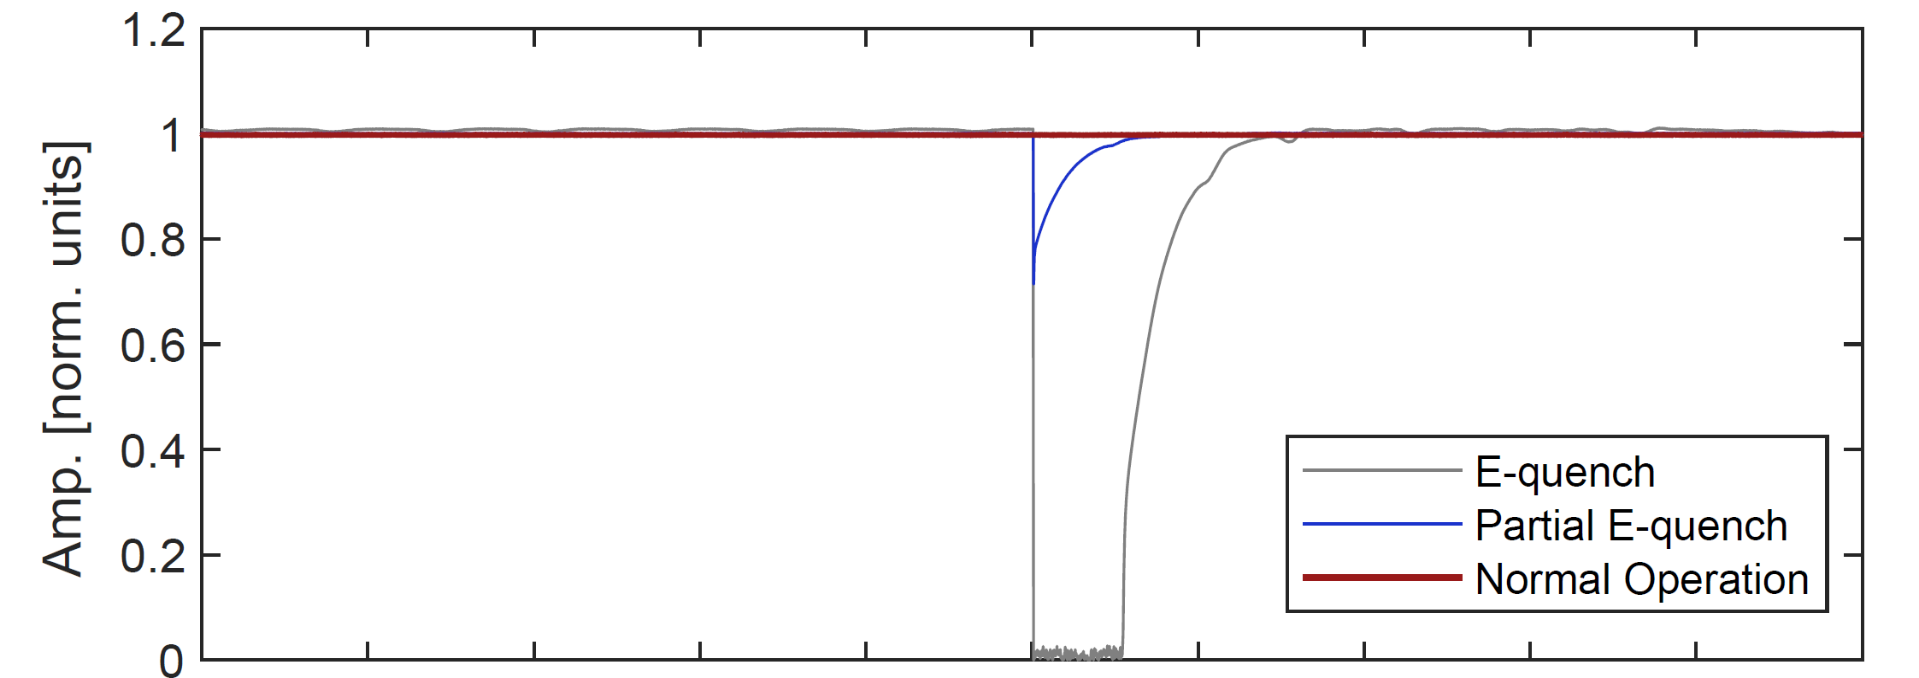 1.2
1
0.8
0.6
0.4
0.2
0
Amp. [norm. units]
E-quench
Partial E-quench
Normal Operation